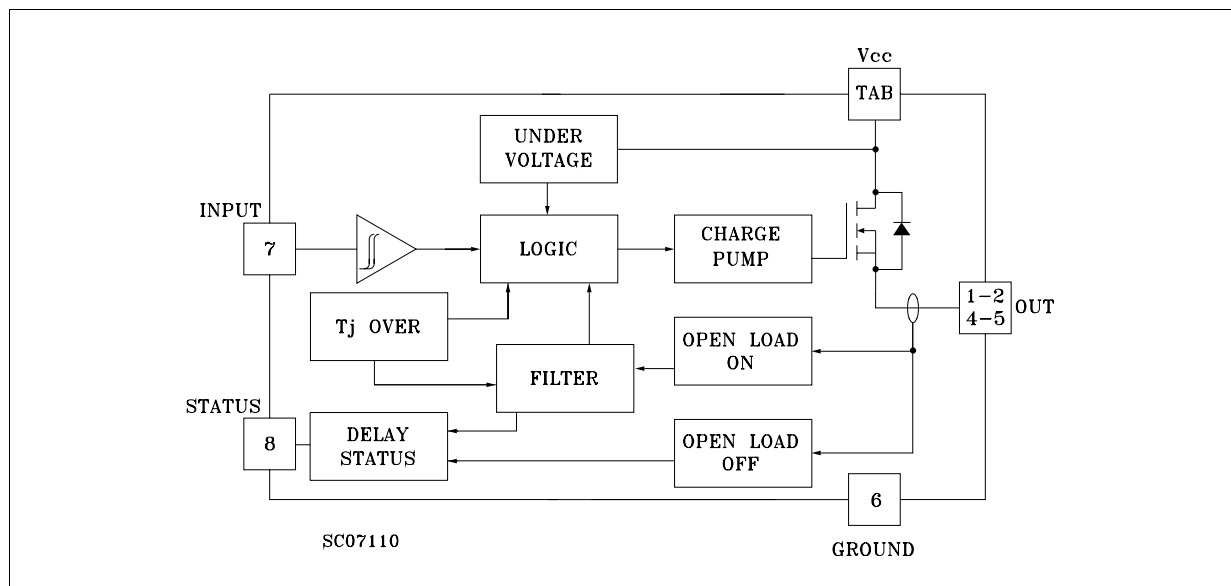 Vcc
TAB
UNDER
VOLTAGE
INPUT
7
LOGIC
CHARGE
PUMP
1-2
4-5
OUT
Tj OVER
OPEN LOAD
ON
FILTER
STATUS
8
DELAY
STATUS
OPEN LOAD
OFF
6
SC07110
GROUND